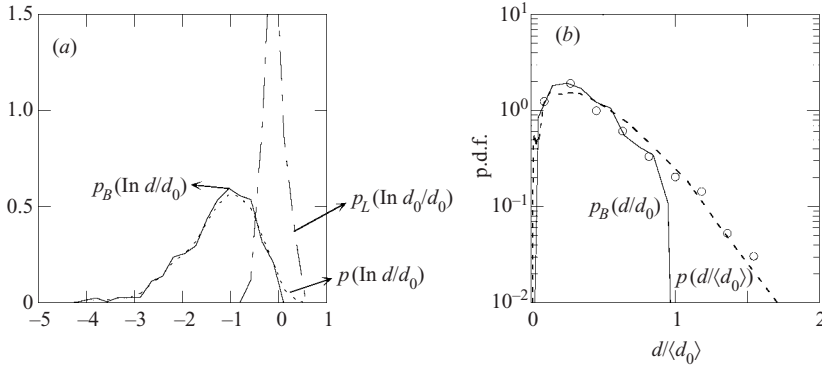 1.5
(a)
1.0
p_B(ln d/d_0)
0.5
p_L(ln d_0/d_0)
p(ln d/d_0)
0
–5 –4 –3 –2 –1 0 1
10^1
(b)
10^0
p.d.f.
p_B(d/d_0)
10^–1
p(d/⟨d_0⟩)
10^–2
0 1 2
d/⟨d_0⟩